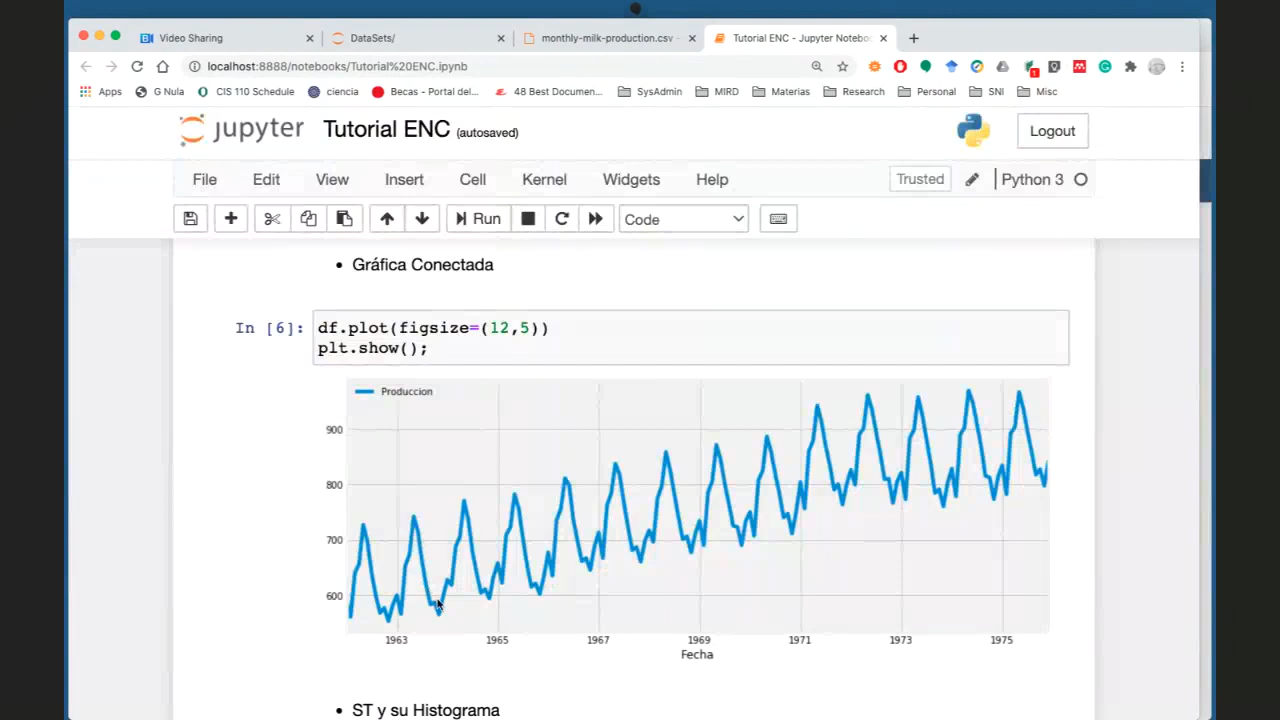 Video Sharing
DataSets/
monthly-milk-production.csv
Tutorial ENC - Jupyter Notebo
localhost:8888/notebooks/Tutorial%20ENC.ipynb
Apps G Nula CIS 110 Schedule ciencia Becas - Portal del... 48 Best Documen... SysAdmin MIRD Materias Research Personal SNI Misc
jupyter Tutorial ENC (autosaved) Logout
File Edit View Insert Cell Kernel Widgets Help Trusted Python 3
Run Code
• Gráfica Conectada
In [6]: df.plot(figsize=(12,5))
plt.show();
Produccion
900
800
700
600
1963 1965 1967 1969 1971 1973 1975
Fecha
• ST y su Histograma